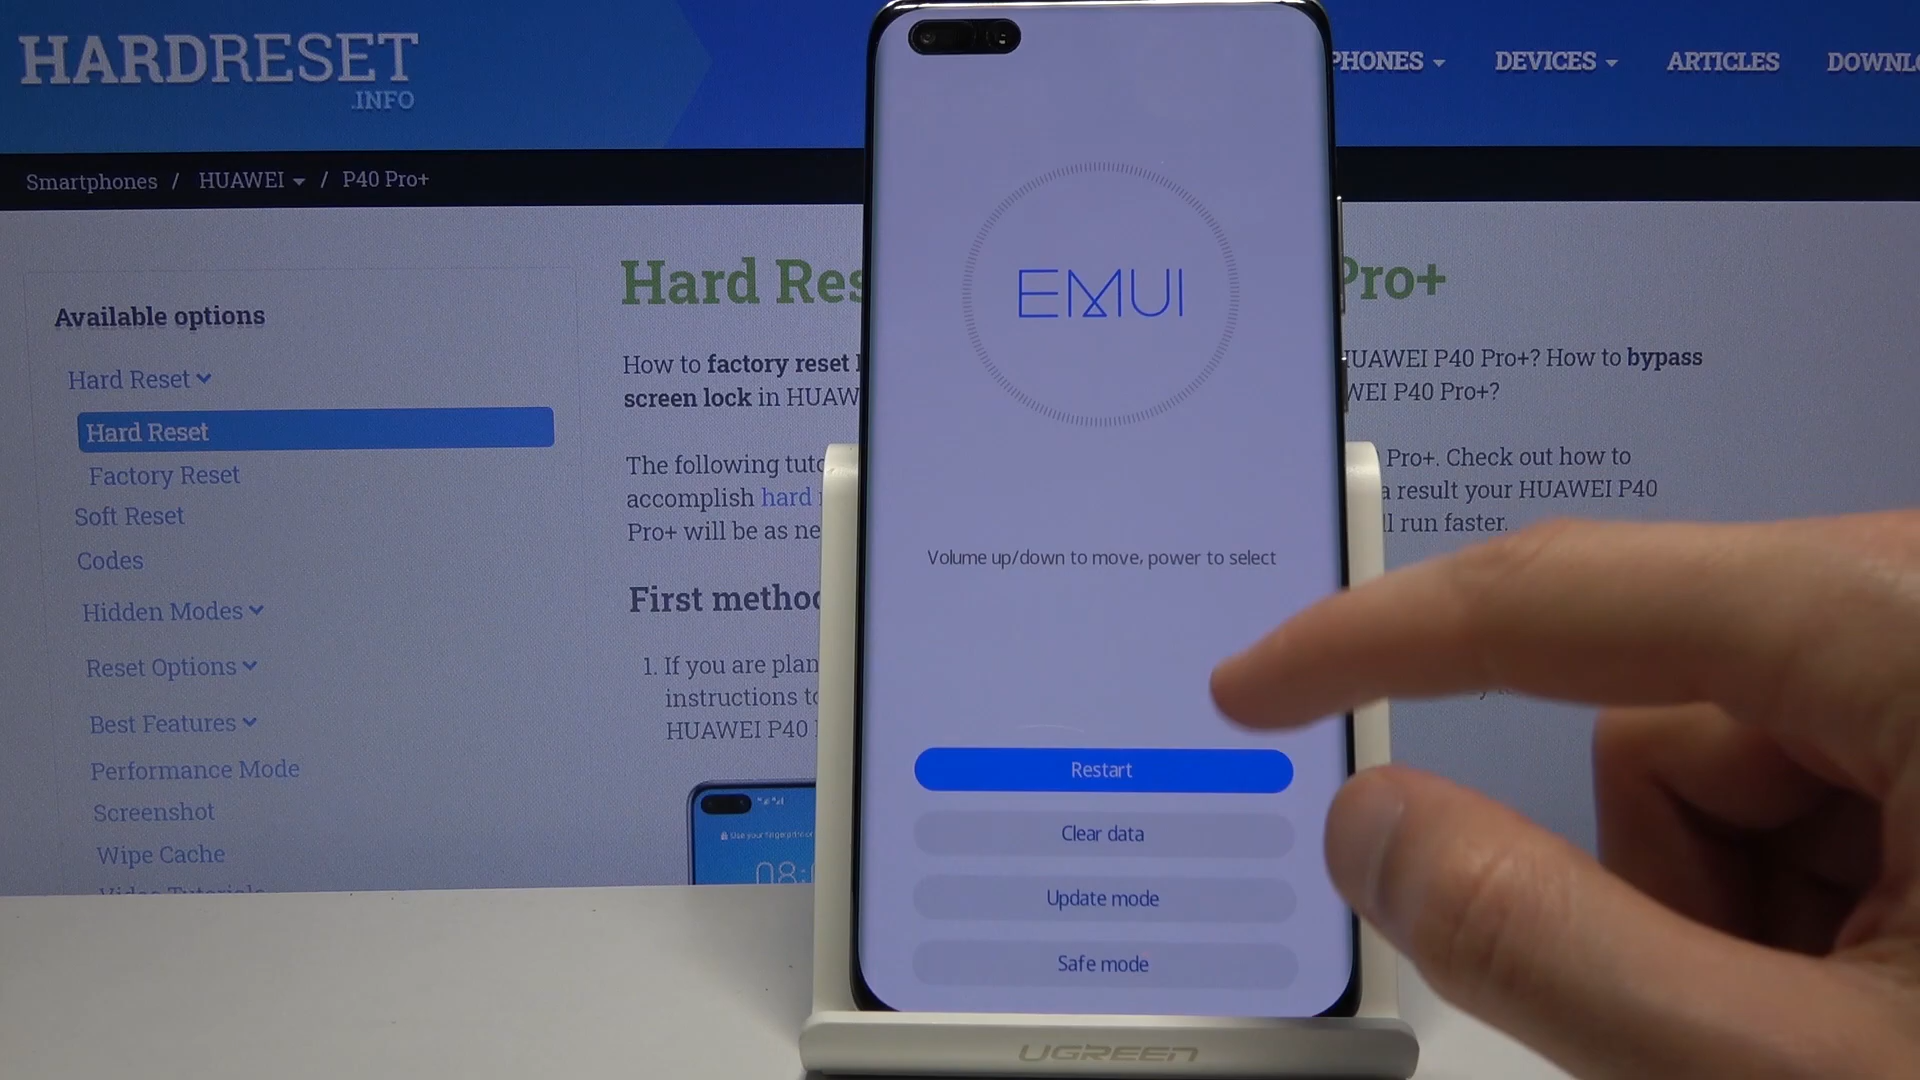 HARDRESET
.INFO
PHONES
DEVICES
ARTICLES
Smartphones / HUAWEI / P40 Pro+
Available options
Hard Reset
Hard Reset
Factory Reset
Soft Reset
Codes
Hidden Modes
Reset Options
Best Features
Performance Mode
Screenshot
Wipe Cache
Video Tutorials
Hard Res
Pro+
How to factory reset
HUAWEI P40 Pro+? How to bypass
screen lock in HUAW
WEI P40 Pro+?
The following tuto
Pro+. Check out how to
accomplish hard
a result your HUAWEI P40
Pro+ will be as ne
ll run faster.
First metho
1. If you are plan
instructions to
HUAWEI P40
08:
EMUI
Volume up/down to move, power to select
Restart
Clear data
Update mode
Safe mode
UGREEN